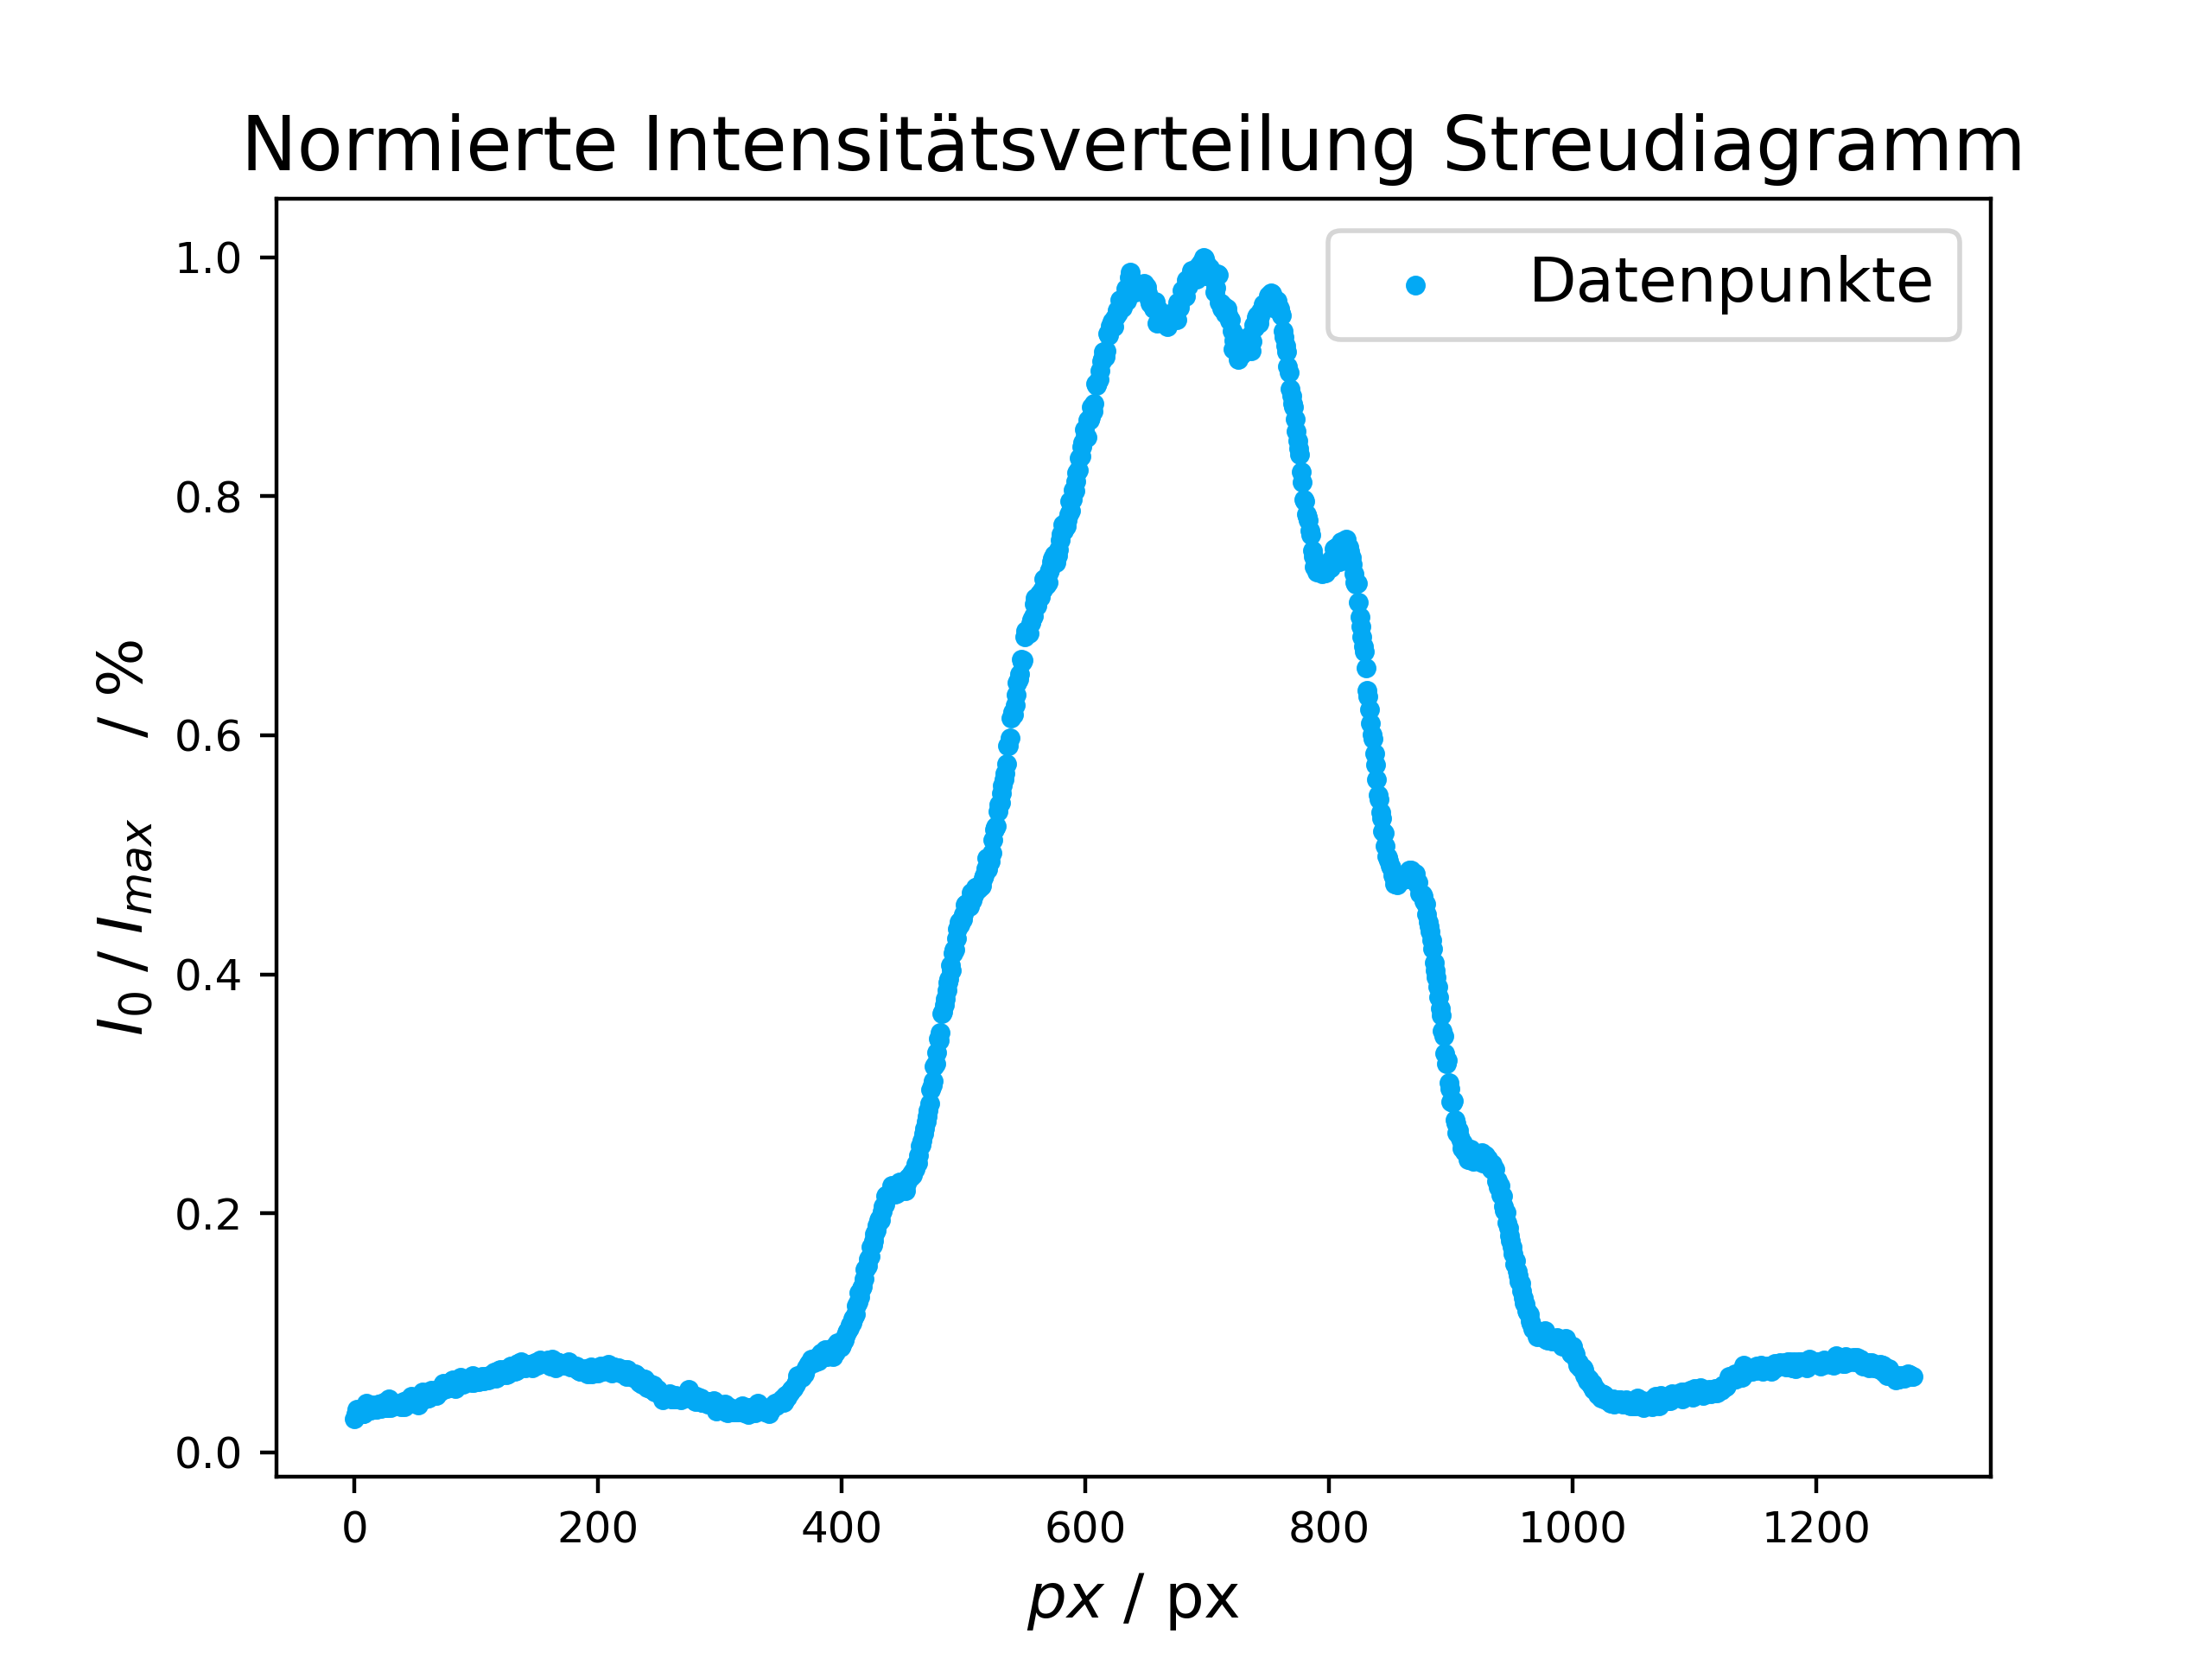 Normierte Intensitätsverteilung Streudiagramm
Datenpunkte
1.0
0.8
0.6
0.4
0.2
0.0
I0 / Imax / %
0 200 400 600 800 1000 1200
px / px